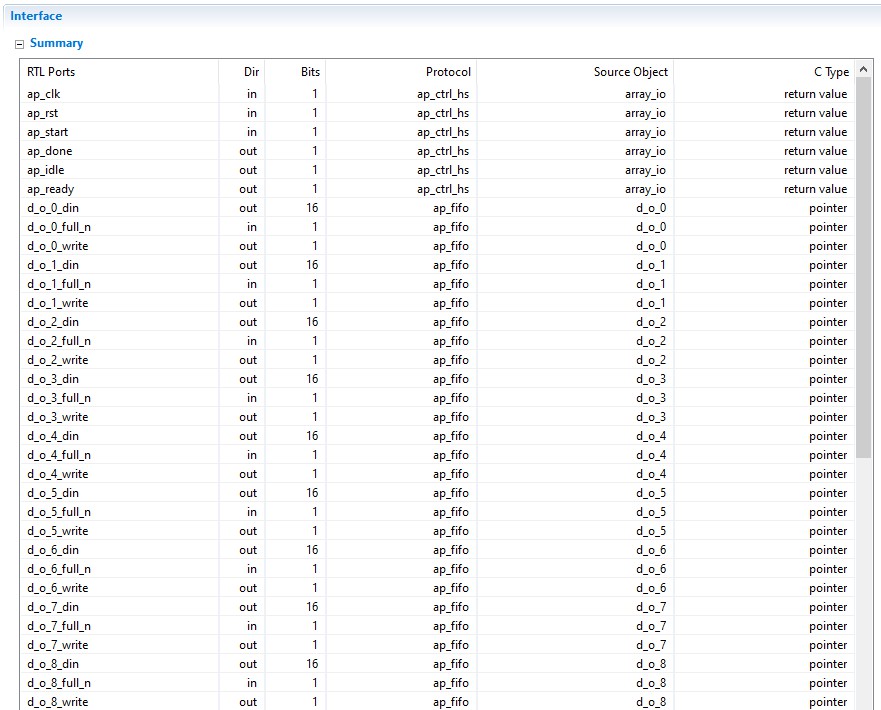 Interface
Summary
RTL Ports Dir Bits Protocol Source Object C Type
ap_clk in 1 ap_ctrl_hs array_io return value
ap_rst in 1 ap_ctrl_hs array_io return value
ap_start in 1 ap_ctrl_hs array_io return value
ap_done out 1 ap_ctrl_hs array_io return value
ap_idle out 1 ap_ctrl_hs array_io return value
ap_ready out 1 ap_ctrl_hs array_io return value
d_o_0_din out 16 ap_fifo d_o_0 pointer
d_o_0_full_n in 1 ap_fifo d_o_0 pointer
d_o_0_write out 1 ap_fifo d_o_0 pointer
d_o_1_din out 16 ap_fifo d_o_1 pointer
d_o_1_full_n in 1 ap_fifo d_o_1 pointer
d_o_1_write out 1 ap_fifo d_o_1 pointer
d_o_2_din out 16 ap_fifo d_o_2 pointer
d_o_2_full_n in 1 ap_fifo d_o_2 pointer
d_o_2_write out 1 ap_fifo d_o_2 pointer
d_o_3_din out 16 ap_fifo d_o_3 pointer
d_o_3_full_n in 1 ap_fifo d_o_3 pointer
d_o_3_write out 1 ap_fifo d_o_3 pointer
d_o_4_din out 16 ap_fifo d_o_4 pointer
d_o_4_full_n in 1 ap_fifo d_o_4 pointer
d_o_4_write out 1 ap_fifo d_o_4 pointer
d_o_5_din out 16 ap_fifo d_o_5 pointer
d_o_5_full_n in 1 ap_fifo d_o_5 pointer
d_o_5_write out 1 ap_fifo d_o_5 pointer
d_o_6_din out 16 ap_fifo d_o_6 pointer
d_o_6_full_n in 1 ap_fifo d_o_6 pointer
d_o_6_write out 1 ap_fifo d_o_6 pointer
d_o_7_din out 16 ap_fifo d_o_7 pointer
d_o_7_full_n in 1 ap_fifo d_o_7 pointer
d_o_7_write out 1 ap_fifo d_o_7 pointer
d_o_8_din out 16 ap_fifo d_o_8 pointer
d_o_8_full_n in 1 ap_fifo d_o_8 pointer
d_o_8_write out 1 ap_fifo d_o_8 pointer